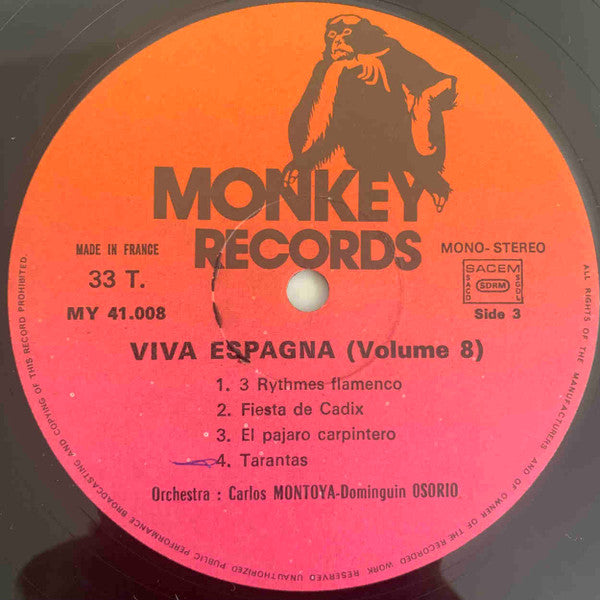 MONKEY
RECORDS
MADE IN FRANCE
33 T.
MY 41.008
MONO - STEREO
SACEM
SACD
SDRM
SGDL
Side 3
VIVA ESPAGNA (Volume 8)
1. 3 Rythmes flamenco
2. Fiesta de Cadix
3. El pajaro carpintero
4. Tarantas
Orchestra : Carlos MONTOYA-Dominguin OSORIO
ALL RIGHTS OF THE MANUFACTURERS AND OF OWNER OF THE RECORDED WORK RESERVED UNAUTHORIZED PUBLIC PERFORMANCE BROADCASTING AND COPYING OF THIS RECORD PROHIBITED.